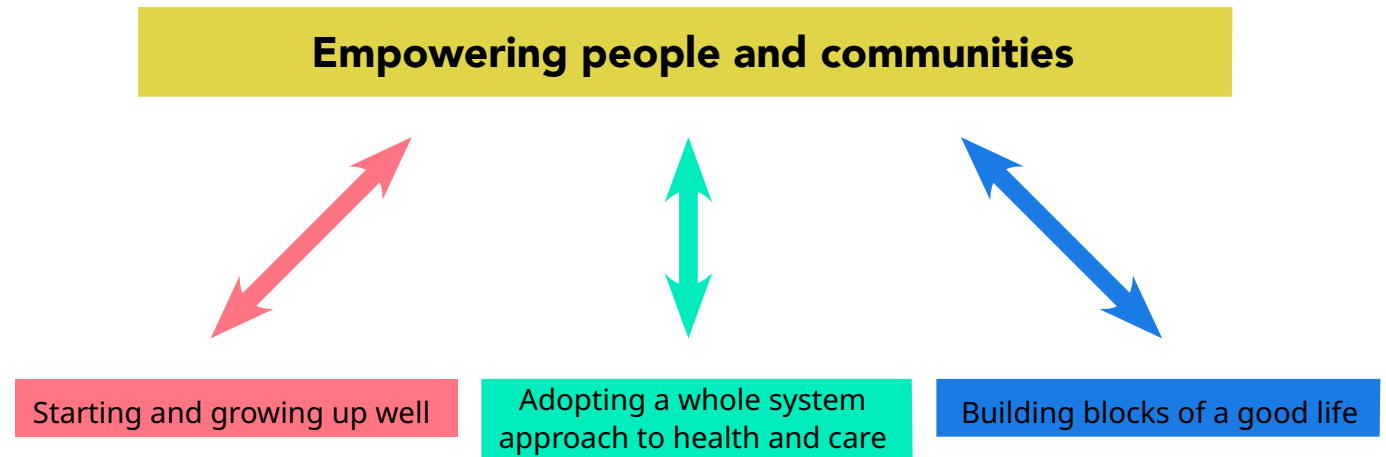 Empowering people and communities
Starting and growing up well
Adopting a whole system
approach to health and care
Building blocks of a good life